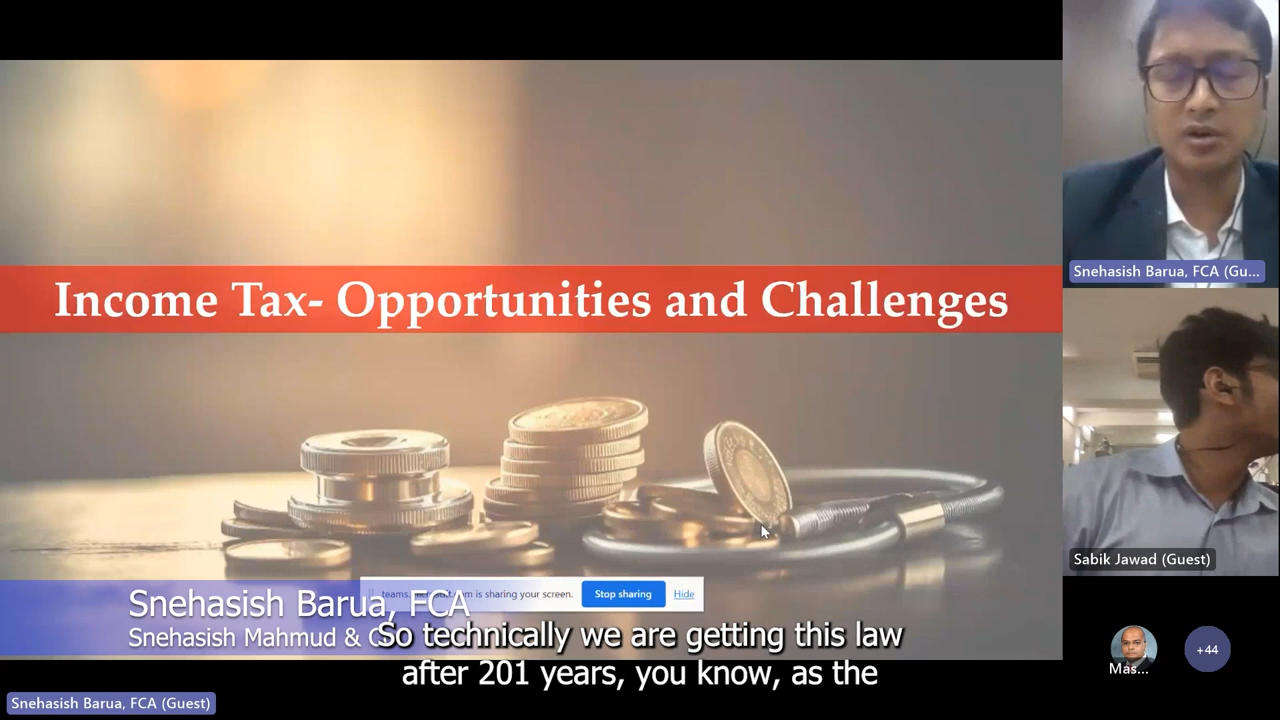 Income Tax- Opportunities and Challenges
Snehasish Barua, FCA
Snehasish Mahmud & C
is sharing your screen.
Stop sharing
Hide
So technically we are getting this law
after 201 years, you know, as the
Snehasish Barua, FCA (Guest)
Snehasish Barua, FCA (Gu...
Sabik Jawad (Guest)
Mas...
+44